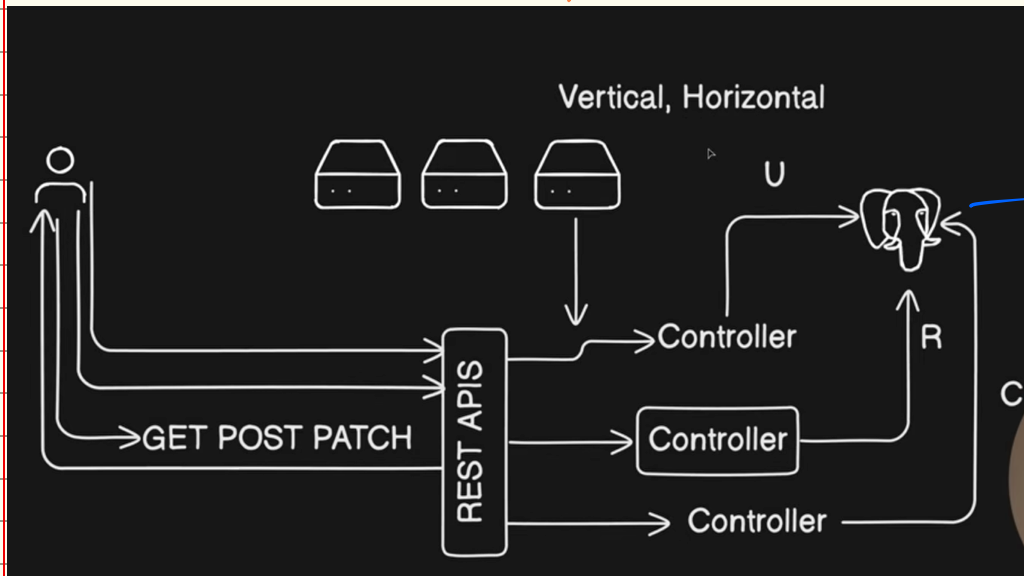 Vertical, Horizontal
U
Controller
R
C
GET POST PATCH
REST APIS
Controller
Controller